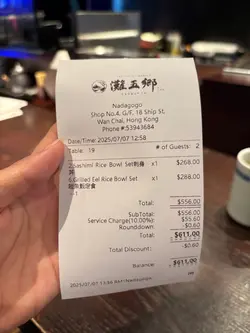 灘五郷
Nadagogo
Shop No.4, G/F, 18 Ship St,
Wan Chai, Hong Kong
Phone #:53943684
Date/Time: 2025/07/07 12:58
Table: 19 # of Guests: 2
Sashimi Rice Bowl Set x1 $268.00
Grilled Eel Rice Bowl Set x1 $288.00
Total: $556.00
SubTotal: $556.00
Service Charge(10.00%): $55.60
Rounddown: -$0.60
Total: $611.00
Total Discount: -$0.60
Balance $611.00